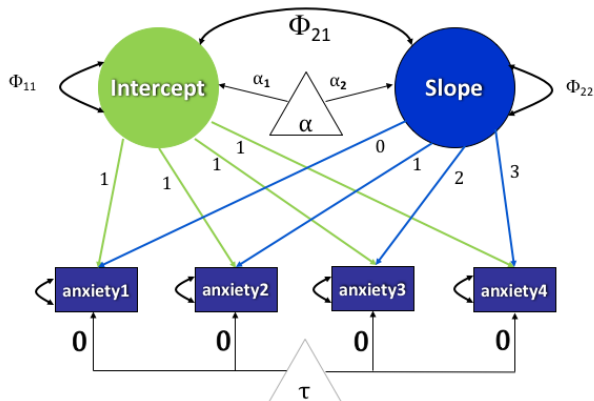 Φ21
Φ11
Intercept
α1
α2
Slope
Φ22
α
1
1
1
1
0
1
2
3
anxiety1
anxiety2
anxiety3
anxiety4
0
0
0
0
τ